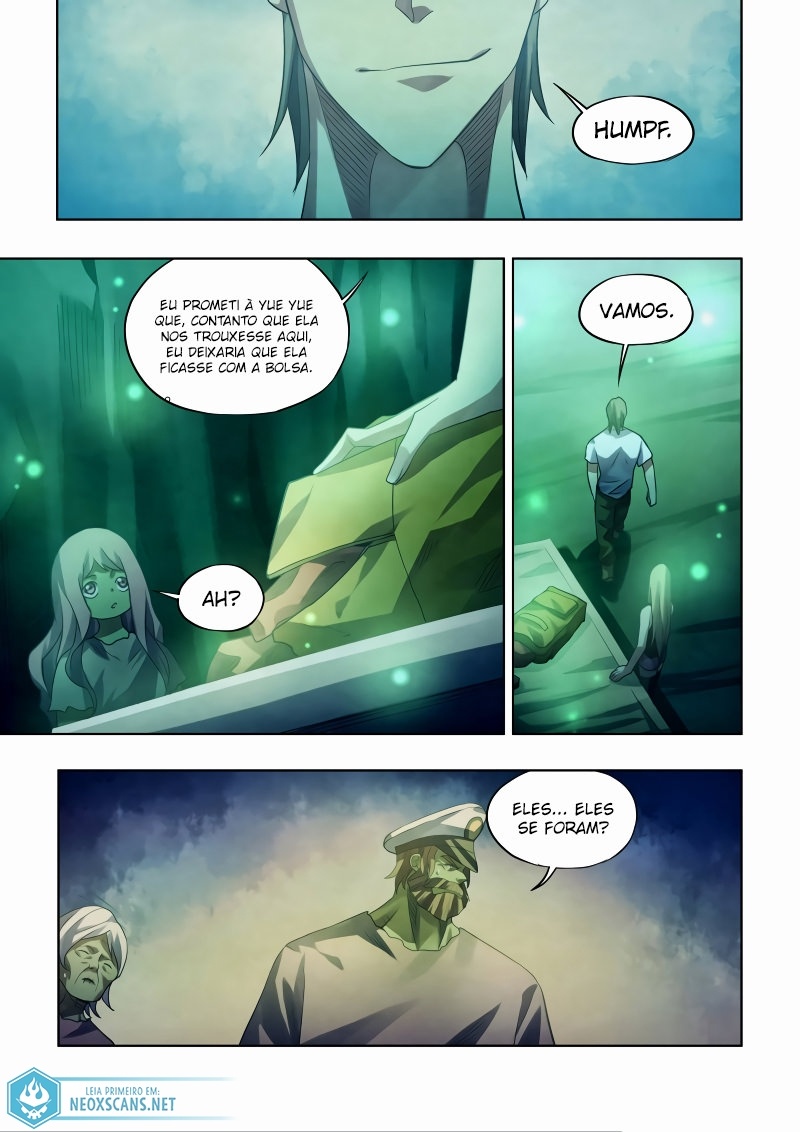 HUMPF.
EU PROMETI À YUE YUE
QUE, CONTANTO QUE ELA
NOS TROUXESSE AQUI,
EU DEIXARIA QUE ELA
FICASSE COM A BOLSA.
AH?
VAMOS.
ELES... ELES
SE FORAM?
LEIA PRIMEIRO EM:
NEOXSCANS.NET